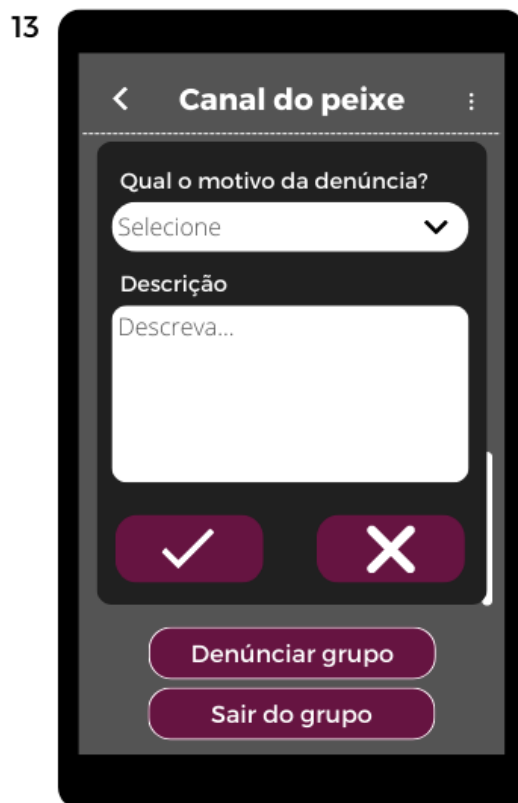 13
Canal do peixe
Qual o motivo da denúncia?
Selecione
Descrição
Descreva...
Denúnciar grupo
Sair do grupo